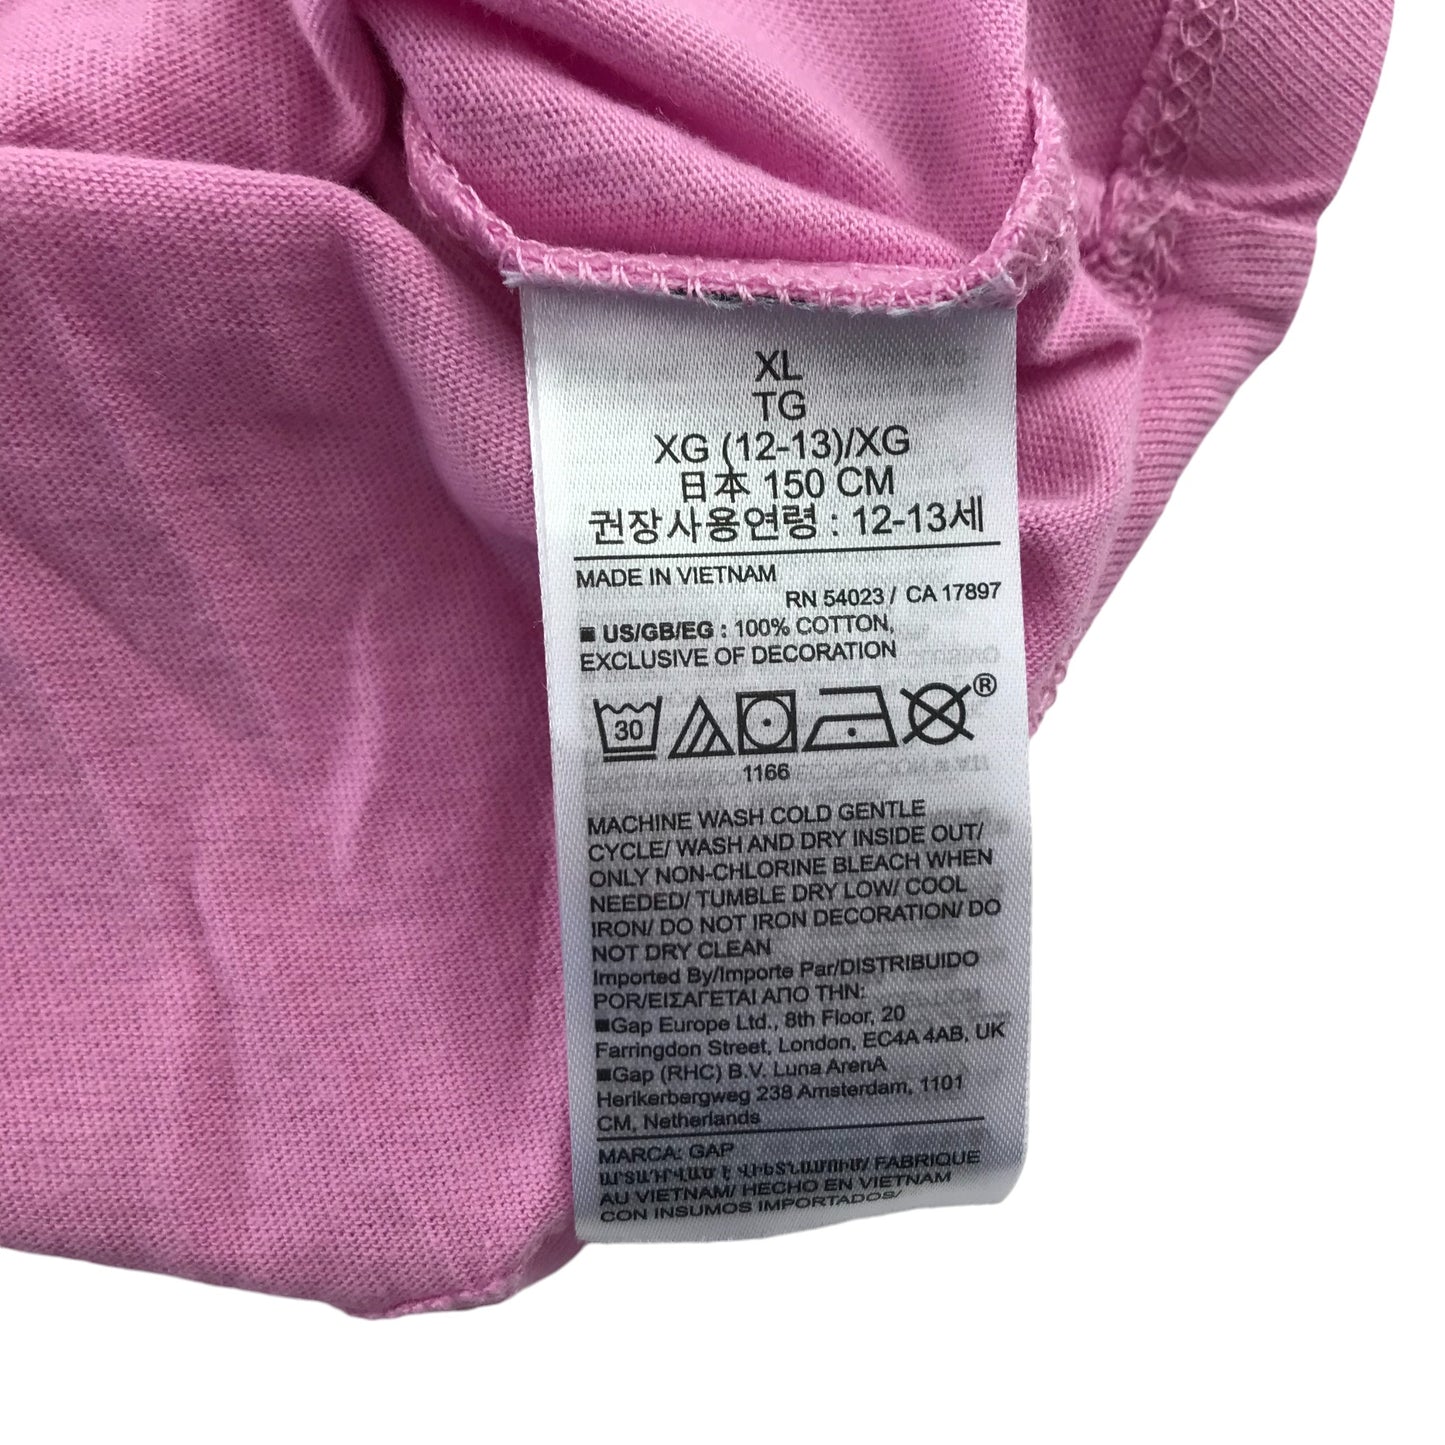 XL
TG
XG (12-13)/XG
日本 150 CM
권장사용연령 : 12-13세
MADE IN VIETNAM
RN 54023 / CA 17897
■ US/GB/EG : 100% COTTON,
EXCLUSIVE OF DECORATION
30
®
1166
MACHINE WASH COLD GENTLE
CYCLE/ WASH AND DRY INSIDE OUT/
ONLY NON-CHLORINE BLEACH WHEN
NEEDED/ TUMBLE DRY LOW/ COOL
IRON/ DO NOT IRON DECORATION/ DO
NOT DRY CLEAN
Imported By/Importe Par/DISTRIBUIDO
POR/ΕΙΣΑΓΕΤΑΙ ΑΠΟ ΤΗΝ:
■Gap Europe Ltd., 8th Floor, 20
Farringdon Street, London, EC4A 4AB, UK
■Gap (RHC) B.V. Luna ArenA
Herikerbergweg 238 Amsterdam, 1101
CM, Netherlands
MARCA: GAP
ԱՐՏԱԴՐՎԱԾ Է ՎԻԵՏՆԱՄՈՒՄ/ FABRIQUE
AU VIETNAM/ HECHO EN VIETNAM
CON INSUMOS IMPORTADOS/